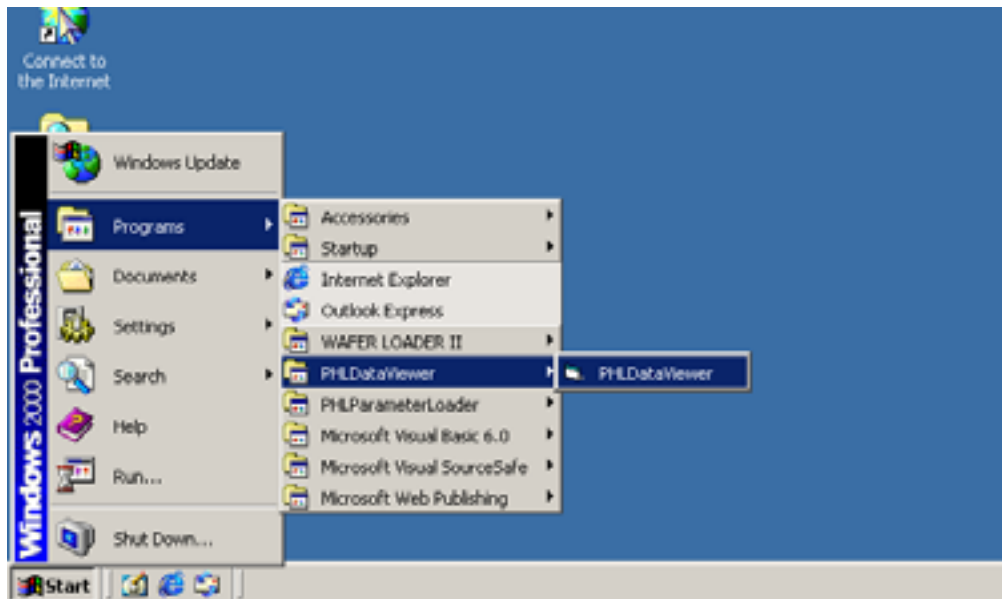 Connect to
the Internet
Windows 2000 Professional
Windows Update
Programs
Documents
Settings
Search
Help
Run...
Shut Down...
Accessories
Startup
Internet Explorer
Outlook Express
WAFER LOADER II
PHLDataViewer
PHLParameterLoader
Microsoft Visual Basic 6.0
Microsoft Visual SourceSafe
Microsoft Web Publishing
PHLDataViewer
Start